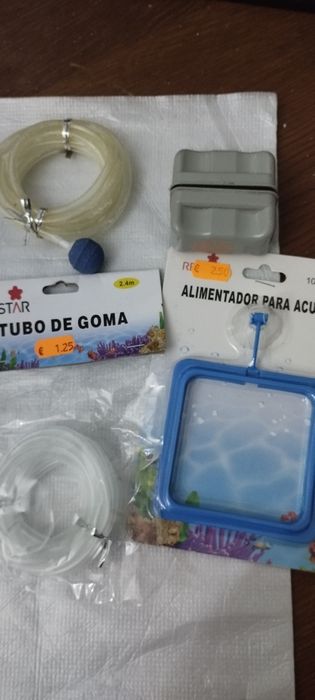 STAR
2.4m
TUBO DE GOMA
€ 1.25
€ 2.50
ALIMENTADOR PARA ACU